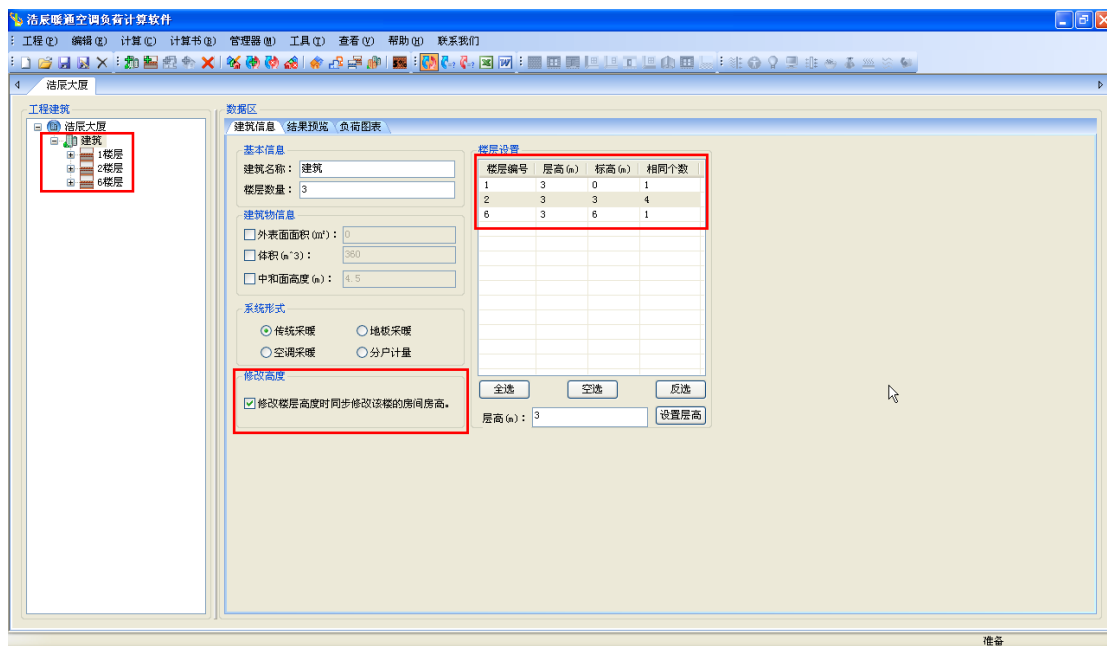 浩辰暖通空调负荷计算软件
工程(P) 编辑(E) 计算(C) 计算书(B) 管理器(M) 工具(T) 查看(V) 帮助(H) 联系我们
浩辰大厦
工程建筑
浩辰大厦
建筑
1楼层
2楼层
6楼层
数据区
建筑信息 结果预览 负荷图表
基本信息
建筑名称： 建筑
楼层数量： 3
建筑物信息
外表面面积(m²)： 0
体积(m^3)： 360
中和面高度(m)： 4.5
系统形式
传统采暖 地板采暖
空调采暖 分户计量
修改高度
修改楼层高度时同步修改该楼的房间房高。
楼层设置
楼层编号 层高(m) 标高(m) 相同个数
1 3 0 1
2 3 3 4
6 3 6 1
全选 空选 反选
层高(m)： 3 设置层高
准备